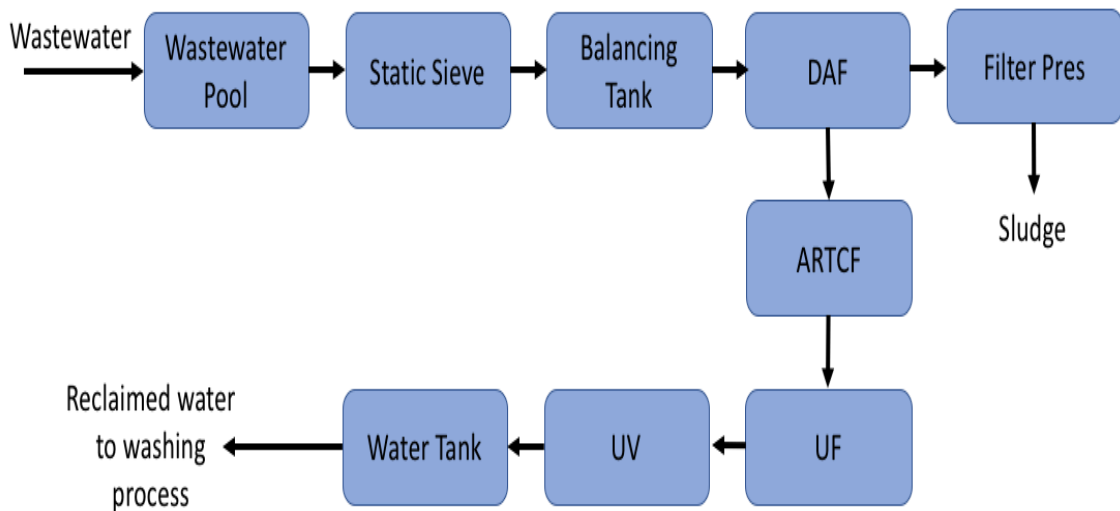 Wastewater
Wastewater
Pool
Static Sieve
Balancing
Tank
DAF
Filter Pres
Sludge
ARTCF
UF
UV
Water Tank
Reclaimed water
to washing
process